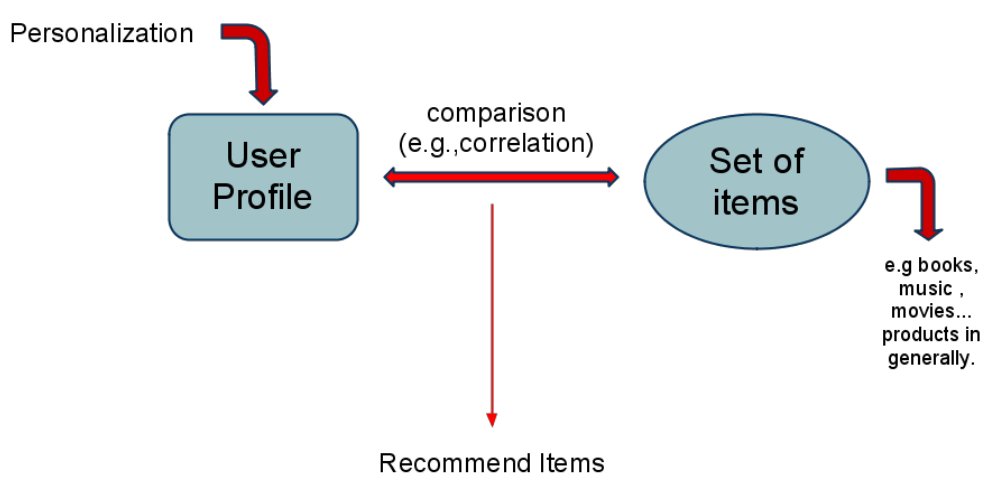 Personalization
User
Profile
comparison
(e.g.,correlation)
Set of
items
e.g books,
music ,
movies...
products in
generally.
Recommend Items